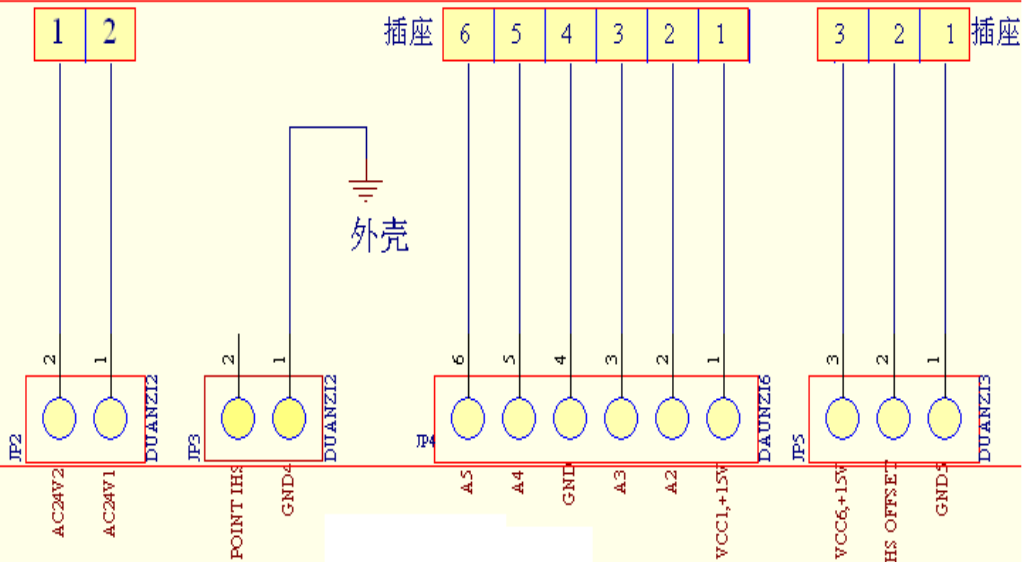 1 2
插座 6 5 4 3 2 1
3 2 1 插座
外壳
2 1
2 1
6 5 4 3 2 1
3 2 1
JP2 DUANZI2
JP3 DUANZI2
JP4 DAUNZI6
JP5 DUANZI3
AC24V2
AC24V1
POINT IHS
GND4
A5
A4
GND
A3
A2
VCC1,+15V
VCC6,+15V
HS OFFSET
GND5